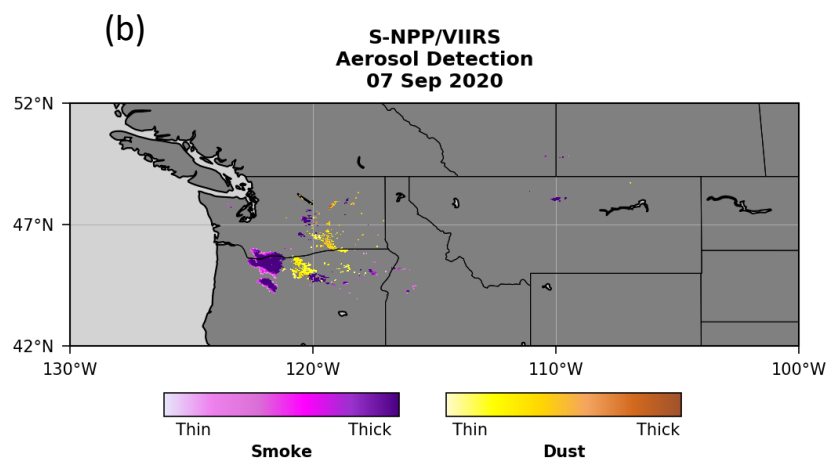 (b)
S-NPP/VIIRS
Aerosol Detection
07 Sep 2020
52°N
47°N
42°N
130°W 120°W 110°W 100°W
Thin Thick Thin Thick
Smoke Dust